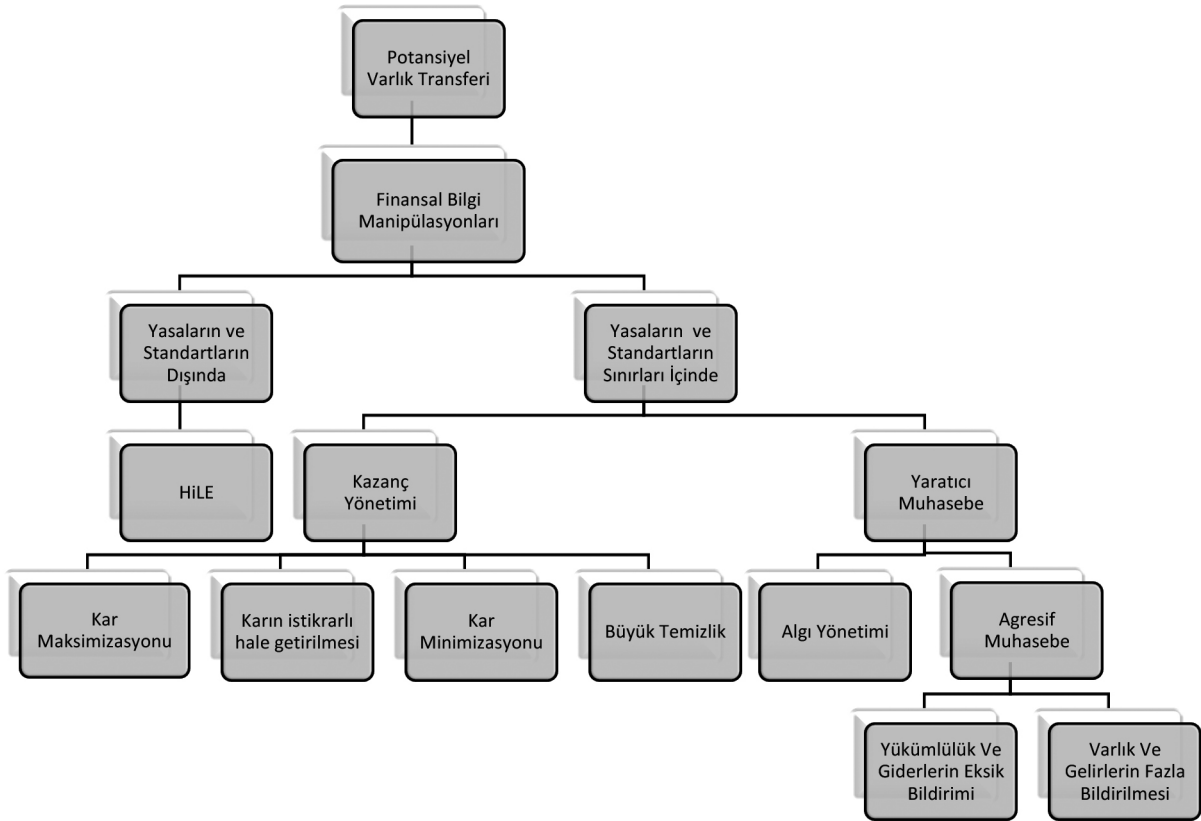 Potansiyel
Varlık Transferi
Finansal Bilgi
Manipülasyonları
Yasaların ve
Standartların
Dışında
Yasaların ve
Standartların
Sınırları İçinde
HiLE
Kazanç
Yönetimi
Yaratıcı
Muhasebe
Kar
Maksimizasyonu
Karın istikrarlı
hale getirilmesi
Kar
Minimizasyonu
Büyük Temizlik
Algı Yönetimi
Agresif
Muhasebe
Yükümlülük Ve
Giderlerin Eksik
Bildirimi
Varlık Ve
Gelirlerin Fazla
Bildirilmesi